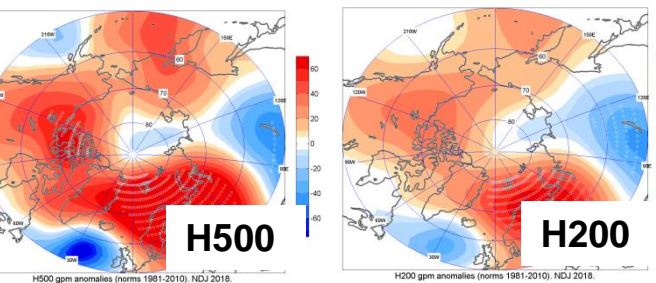 210W
150E
60
120E
70
80
90E
60W
30W
H500
H500 gpm anomalies (norms 1981-2010). NDJ 2018.
60
40
20
0
-20
-40
-60
210W
150E
60
120W
120E
70
80
90W
90E
60W
30W
H200
H200 gpm anomalies (norms 1981-2010). NDJ 2018.